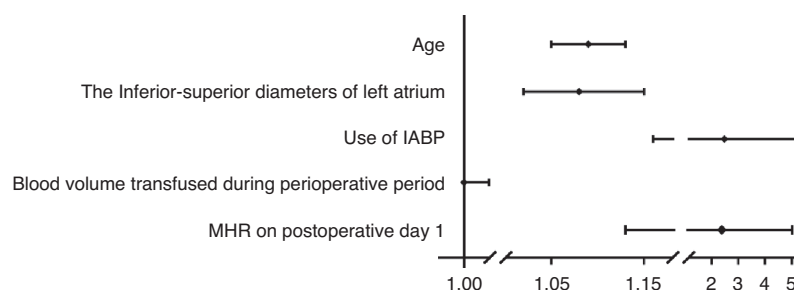 Age
The Inferior-superior diameters of left atrium
Use of IABP
Blood volume transfused during perioperative period
MHR on postoperative day 1
1.00 1.05 1.15 2 3 4 5